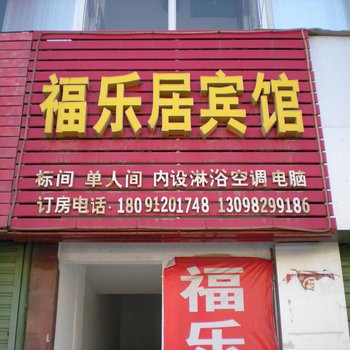 福乐居宾馆
标间 单人间 内设淋浴空调电脑
订房电话·18091201748 13098299186
福
乐